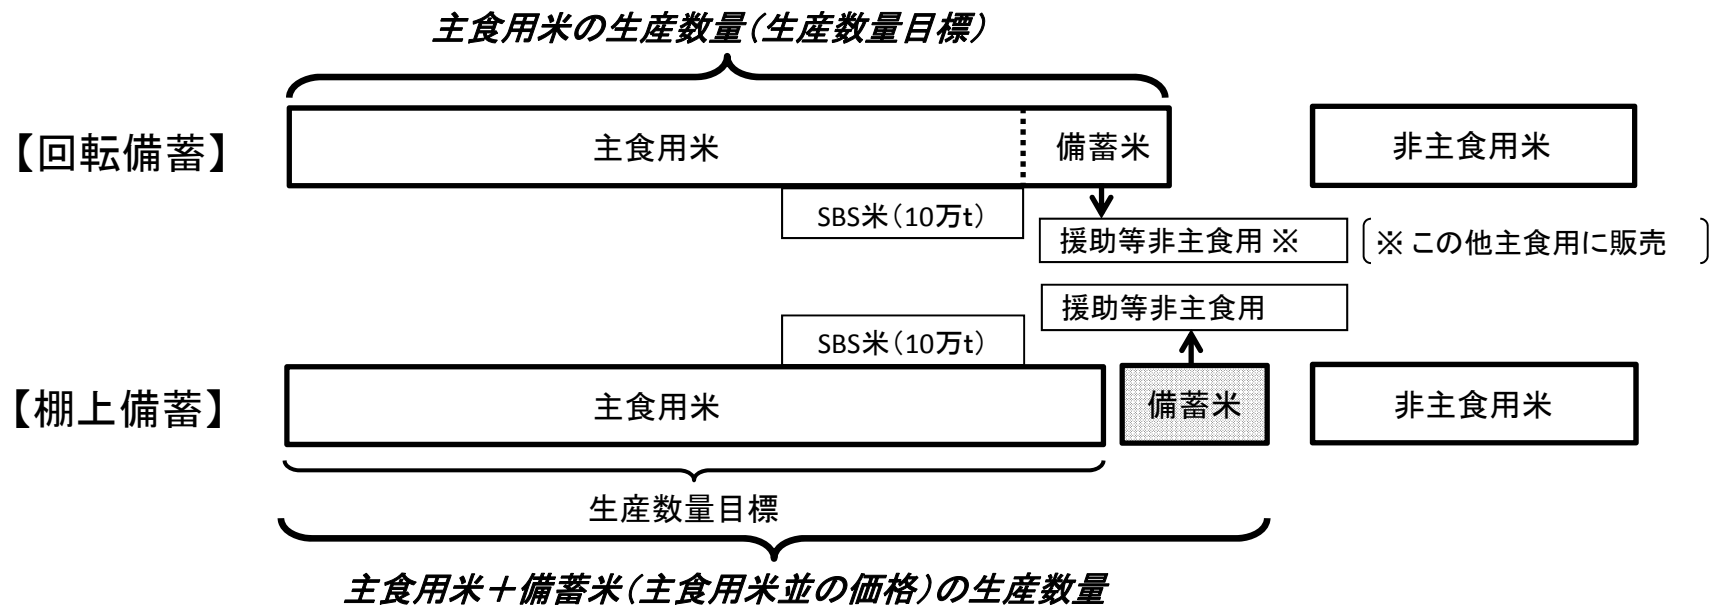 主食用米の生産数量（生産数量目標）
【回転備蓄】
主食用米
備蓄米
非主食用米
SBS米（10万t）
援助等非主食用 ※
※ この他主食用に販売
援助等非主食用
SBS米（10万t）
【棚上備蓄】
主食用米
備蓄米
非主食用米
生産数量目標
主食用米＋備蓄米（主食用米並の価格）の生産数量